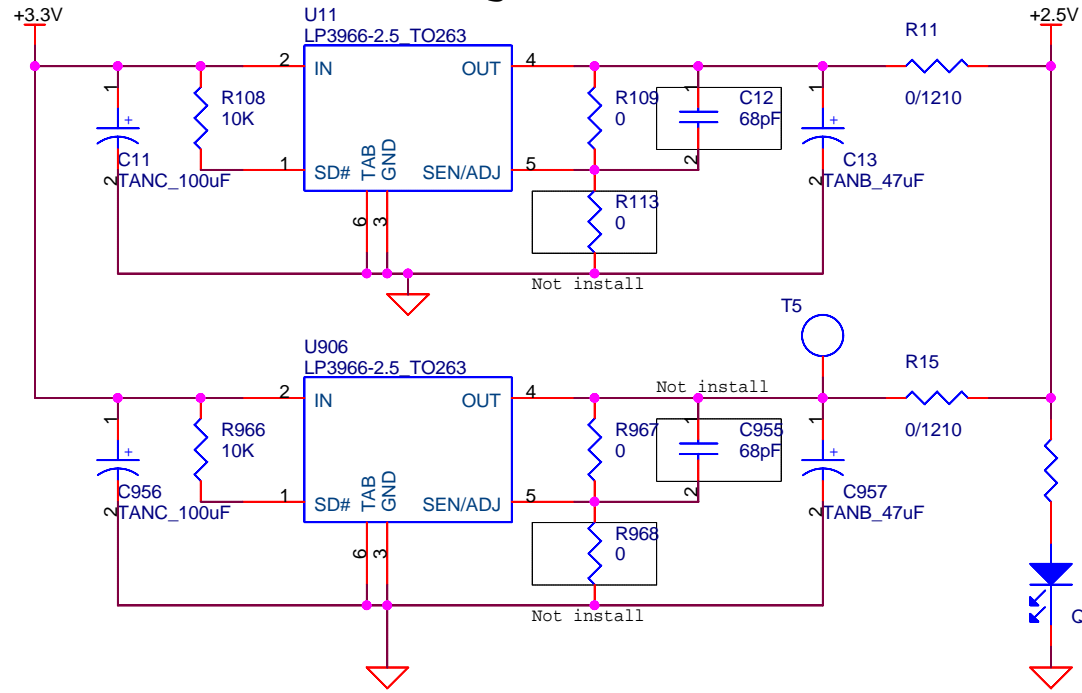 +3.3V
U11
LP3966-2.5_TO263
+2.5V
R11
0/1210
2
IN
OUT
4
1
R108
10K
R109
0
1
C12
68pF
2
1
+
C11
2
TANC_100uF
1
SD#
TAB
GND
SEN/ADJ
5
+
C13
2
TANB_47uF
6
3
R113
0
Not install
T5
U906
LP3966-2.5_TO263
Not install
R15
0/1210
2
IN
OUT
4
1
R966
10K
R967
0
1
C955
68pF
2
1
+
C956
2
TANC_100uF
1
SD#
TAB
GND
SEN/ADJ
5
+
C957
2
TANB_47uF
6
3
R968
0
Not install
Q